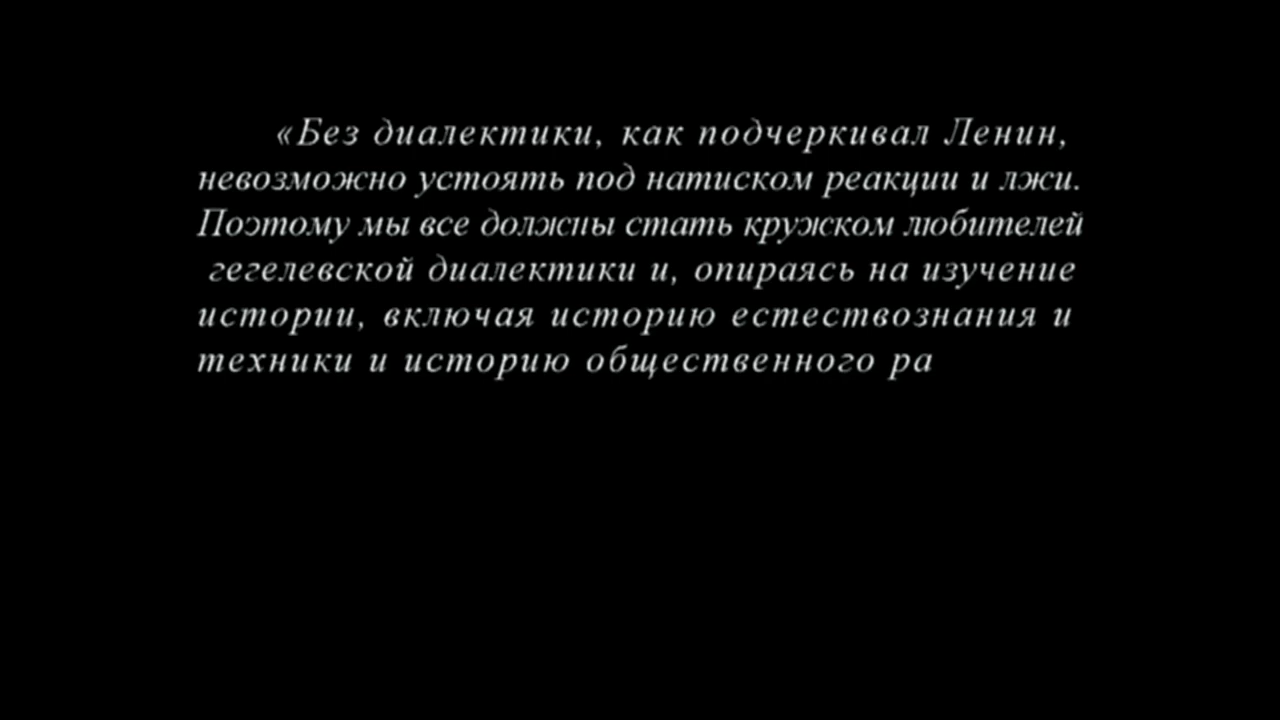 «Без диалектики, как подчеркивал Ленин,
невозможно устоять под натиском реакции и лжи.
Поэтому мы все должны стать кружком любителей
гегелевской диалектики и, опираясь на изучение
истории, включая историю естествознания и
техники и историю общественного ра